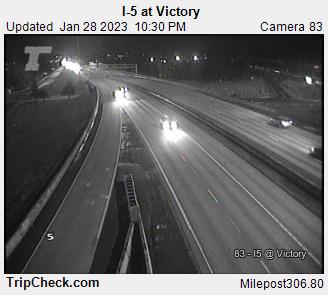 I-5 at Victory
Updated Jan 28 2023 10:30 PM Camera 83
T
S
83 - I5 @ Victory
TripCheck.com Milepost306.80